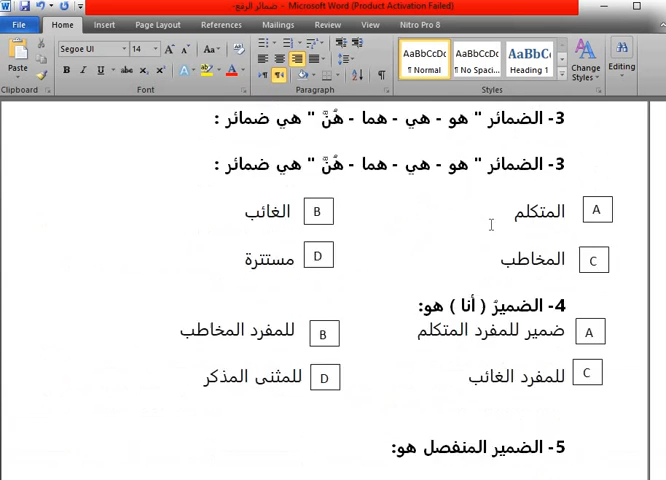 ضمائر الرفع- - Microsoft Word (Product Activation Failed)
File Home Insert Page Layout References Mailings Review View Nitro Pro 8
Paste Segoe UI 14 AaBbCcDc AaBbCcDc AaBbC Change Styles Editing
¶ Normal ¶ No Spaci... Heading 1
Clipboard Font Paragraph Styles
3- الضمائر " هو - هي - هما - هُنَّ " هي ضمائر :
3- الضمائر " هو - هي - هما - هُنَّ " هي ضمائر :
A المتكلم B الغائب
C المخاطب D مستترة
4- الضميرُ ( أنا ) هو:
A ضمير للمفرد المتكلم B للمفرد المخاطب
C للمفرد الغائب D للمثنى المذكر
5- الضمير المنفصل هو: